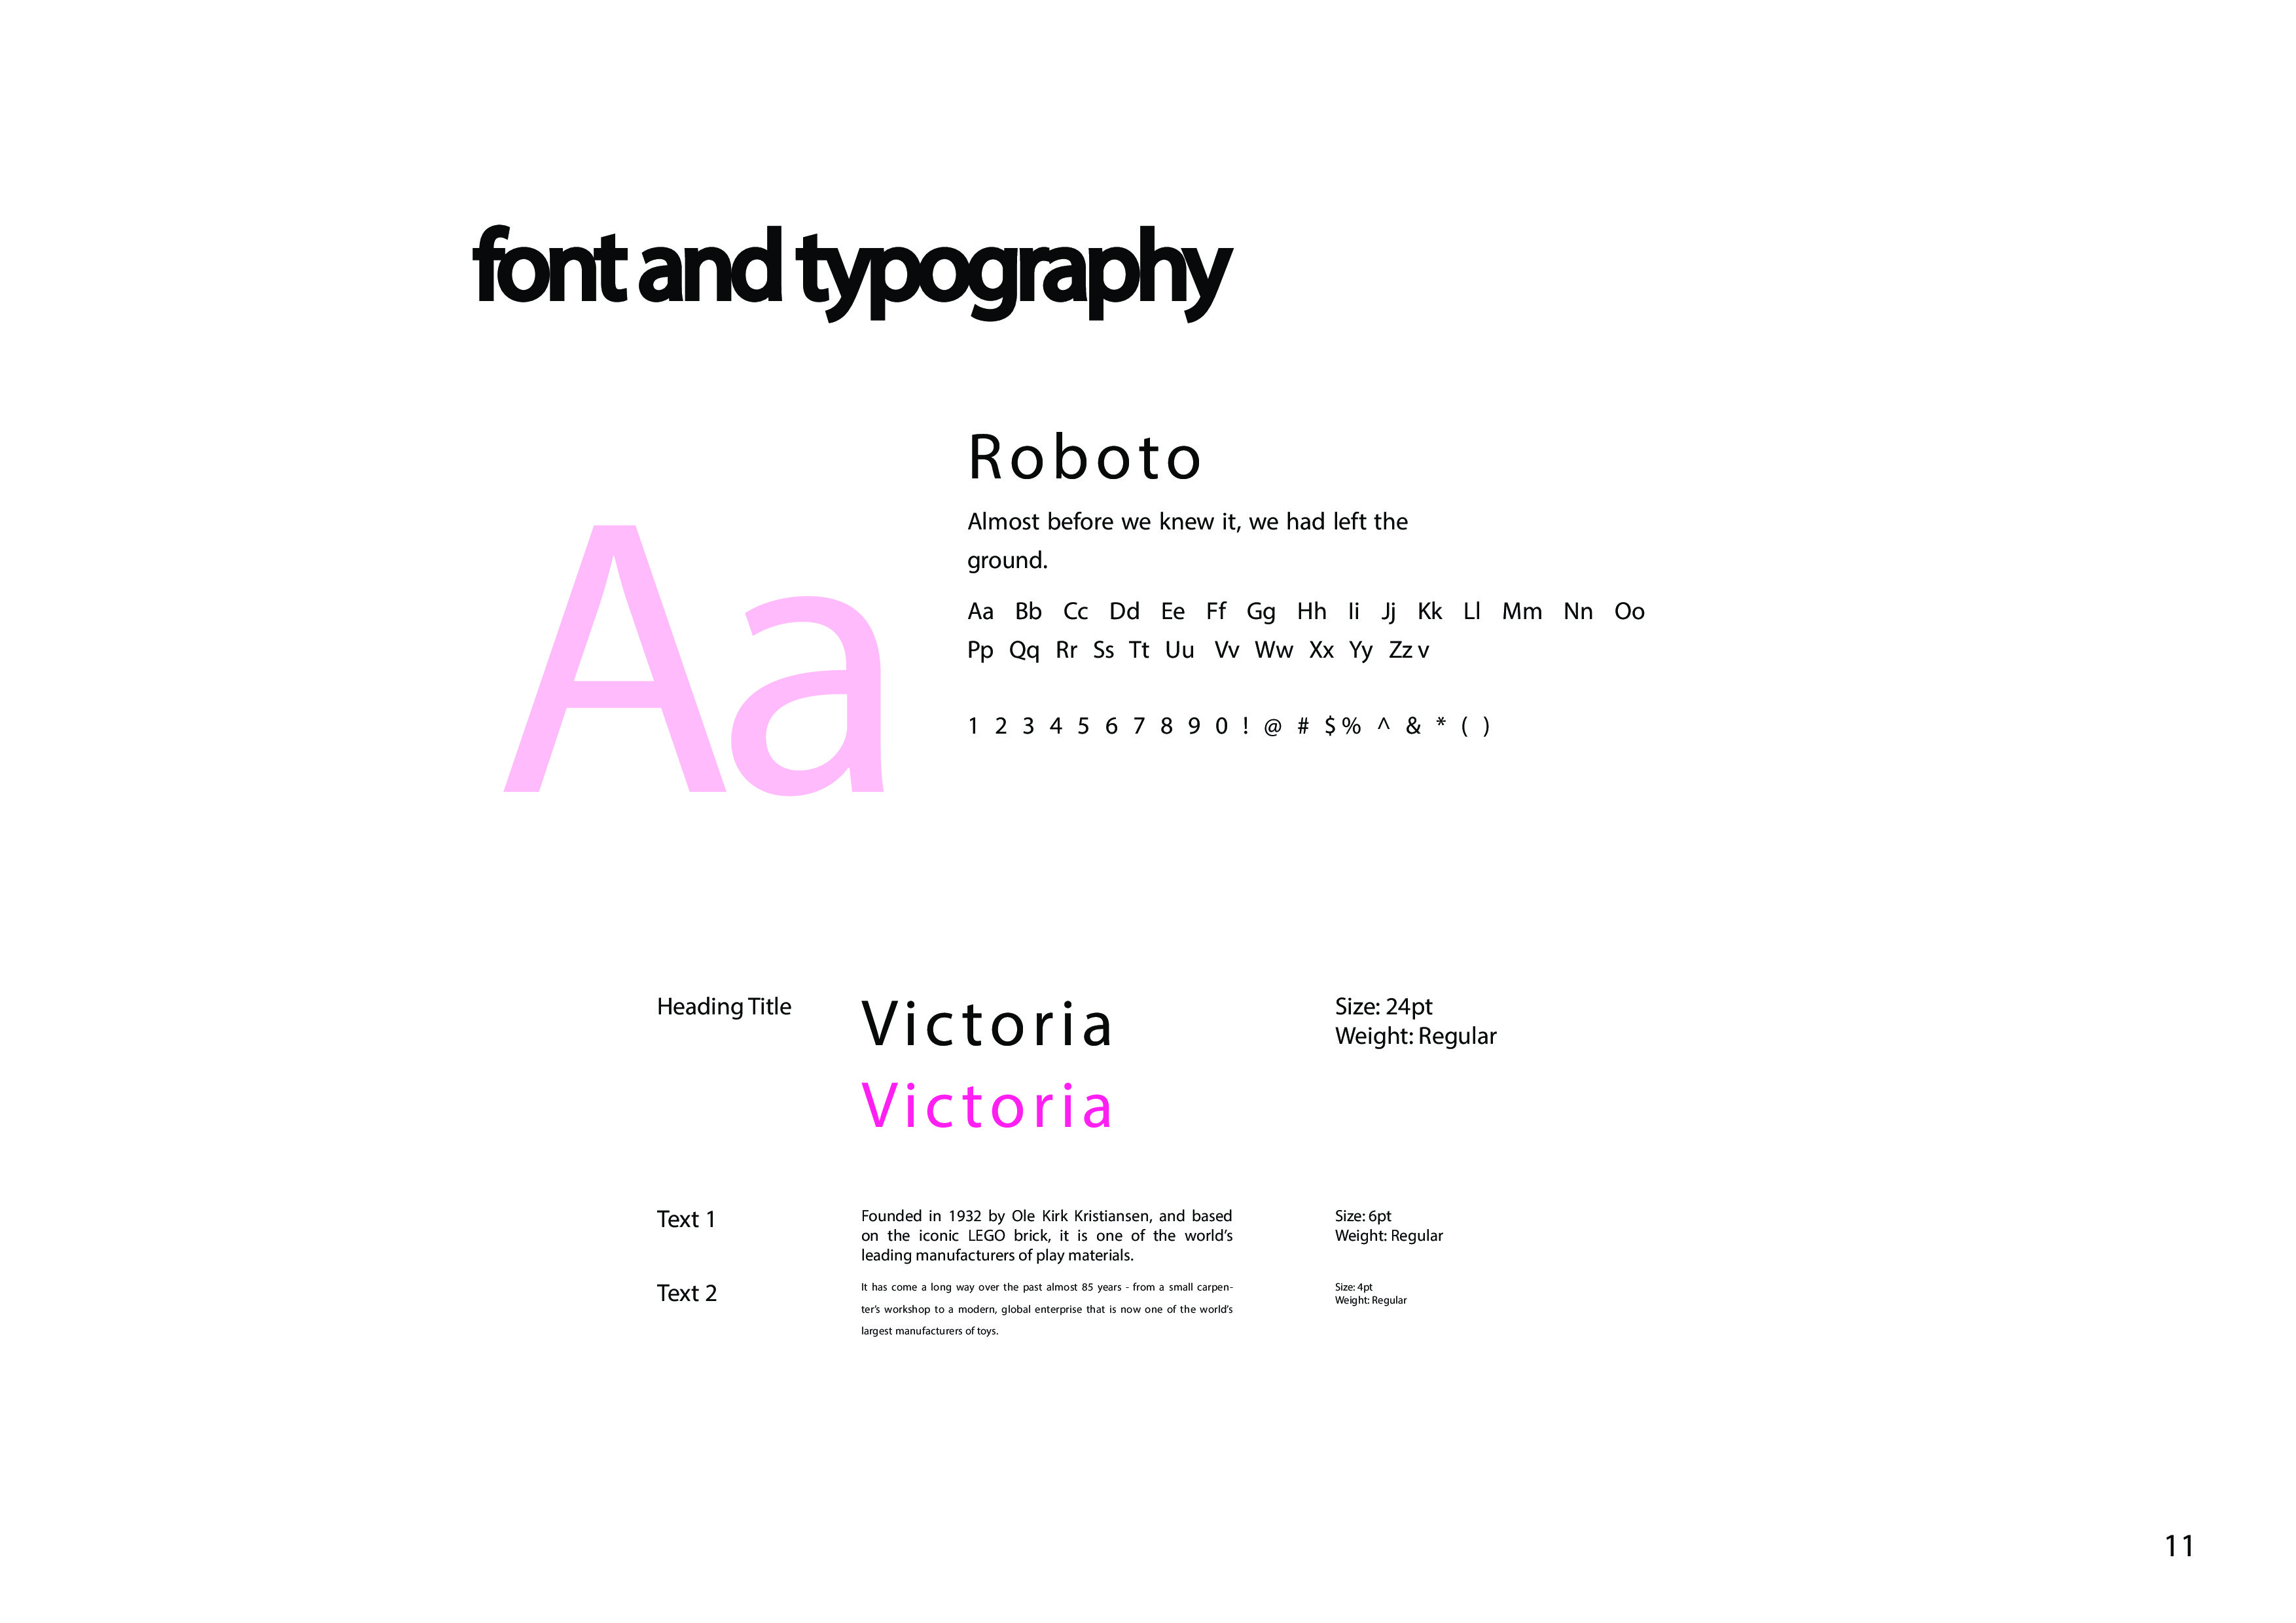 font and typography
Aa
Roboto
Almost before we knew it, we had left the
ground.
Aa Bb Cc Dd Ee Ff Gg Hh Ii Jj Kk Ll Mm Nn Oo
Pp Qq Rr Ss Tt Uu Vv Ww Xx Yy Zz v
1 2 3 4 5 6 7 8 9 0 ! @ # $ % ^ & * ( )
Heading Title
Victoria
Victoria
Size: 24pt
Weight: Regular
Text 1
Founded in 1932 by Ole Kirk Kristiansen, and based
on the iconic LEGO brick, it is one of the world’s
leading manufacturers of play materials.
Size: 6pt
Weight: Regular
Text 2
It has come a long way over the past almost 85 years - from a small carpen-
ter’s workshop to a modern, global enterprise that is now one of the world’s
largest manufacturers of toys.
Size: 4pt
Weight: Regular
11